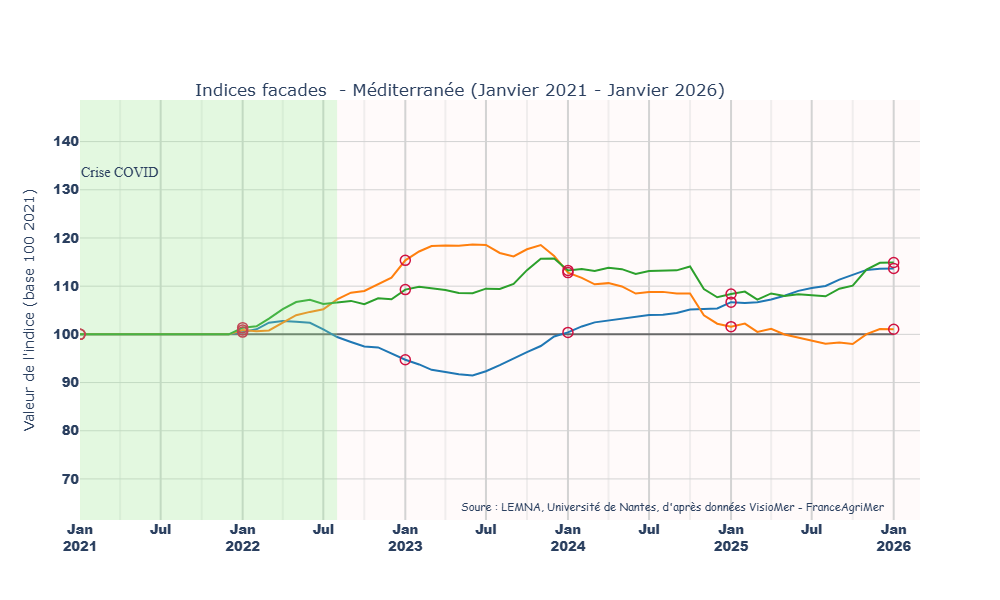 Indices facades - Méditerranée (Janvier 2021 - Janvier 2026)
Valeur de l'indice (base 100 2021)
140
130
120
110
100
90
80
70
Crise COVID
Soure : LEMNA, Université de Nantes, d'après données VisioMer - FranceAgriMer
Jan Jul Jan Jul Jan Jul Jan Jul Jan Jul Jan
2021 2022 2023 2024 2025 2026